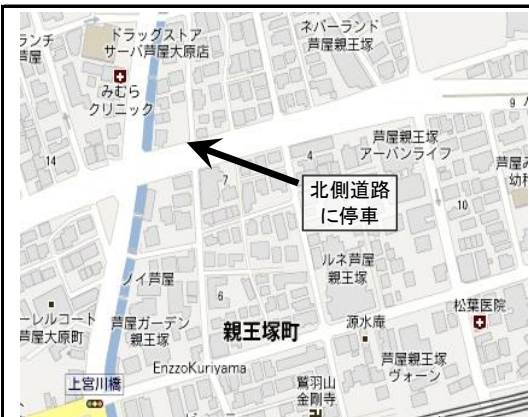 ランチ
芦屋
ドラッグストア
サーバ芦屋大原店
みむら
クリニック
ネバーランド
芦屋親王塚
9
14
7
4
芦屋親王塚
アーバンライフ
芦屋み
幼稚
10
北側道路
に停車
ノイ芦屋
ルネ芦屋
親王塚
6
ーレルコート
芦屋大原町
芦屋ガーデン
親王塚
親王塚町
源水庵
松葉医院
EnzzoKuriyama
芦屋親王塚
ヴォーン
上宮川橋
鷲羽山
金剛寺